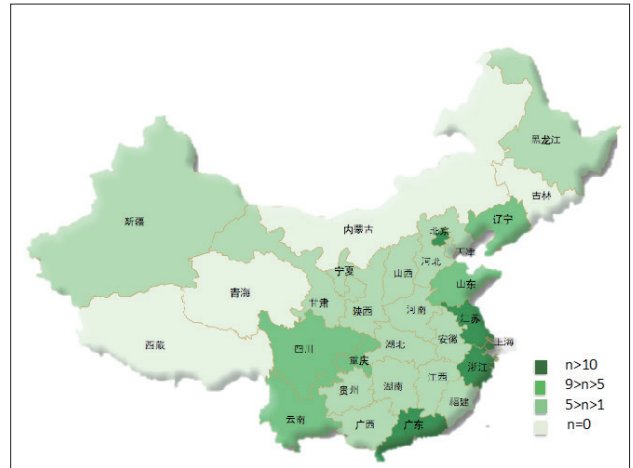 黑龙江
吉林
辽宁
新疆
内蒙古
北京
天津
河北
宁夏
山西
山东
青海
甘肃
陕西
河南
江苏
西藏
四川
重庆
湖北
安徽
上海
浙江
贵州
湖南
江西
福建
云南
广西
广东
n>10
9>n>5
5>n>1
n=0